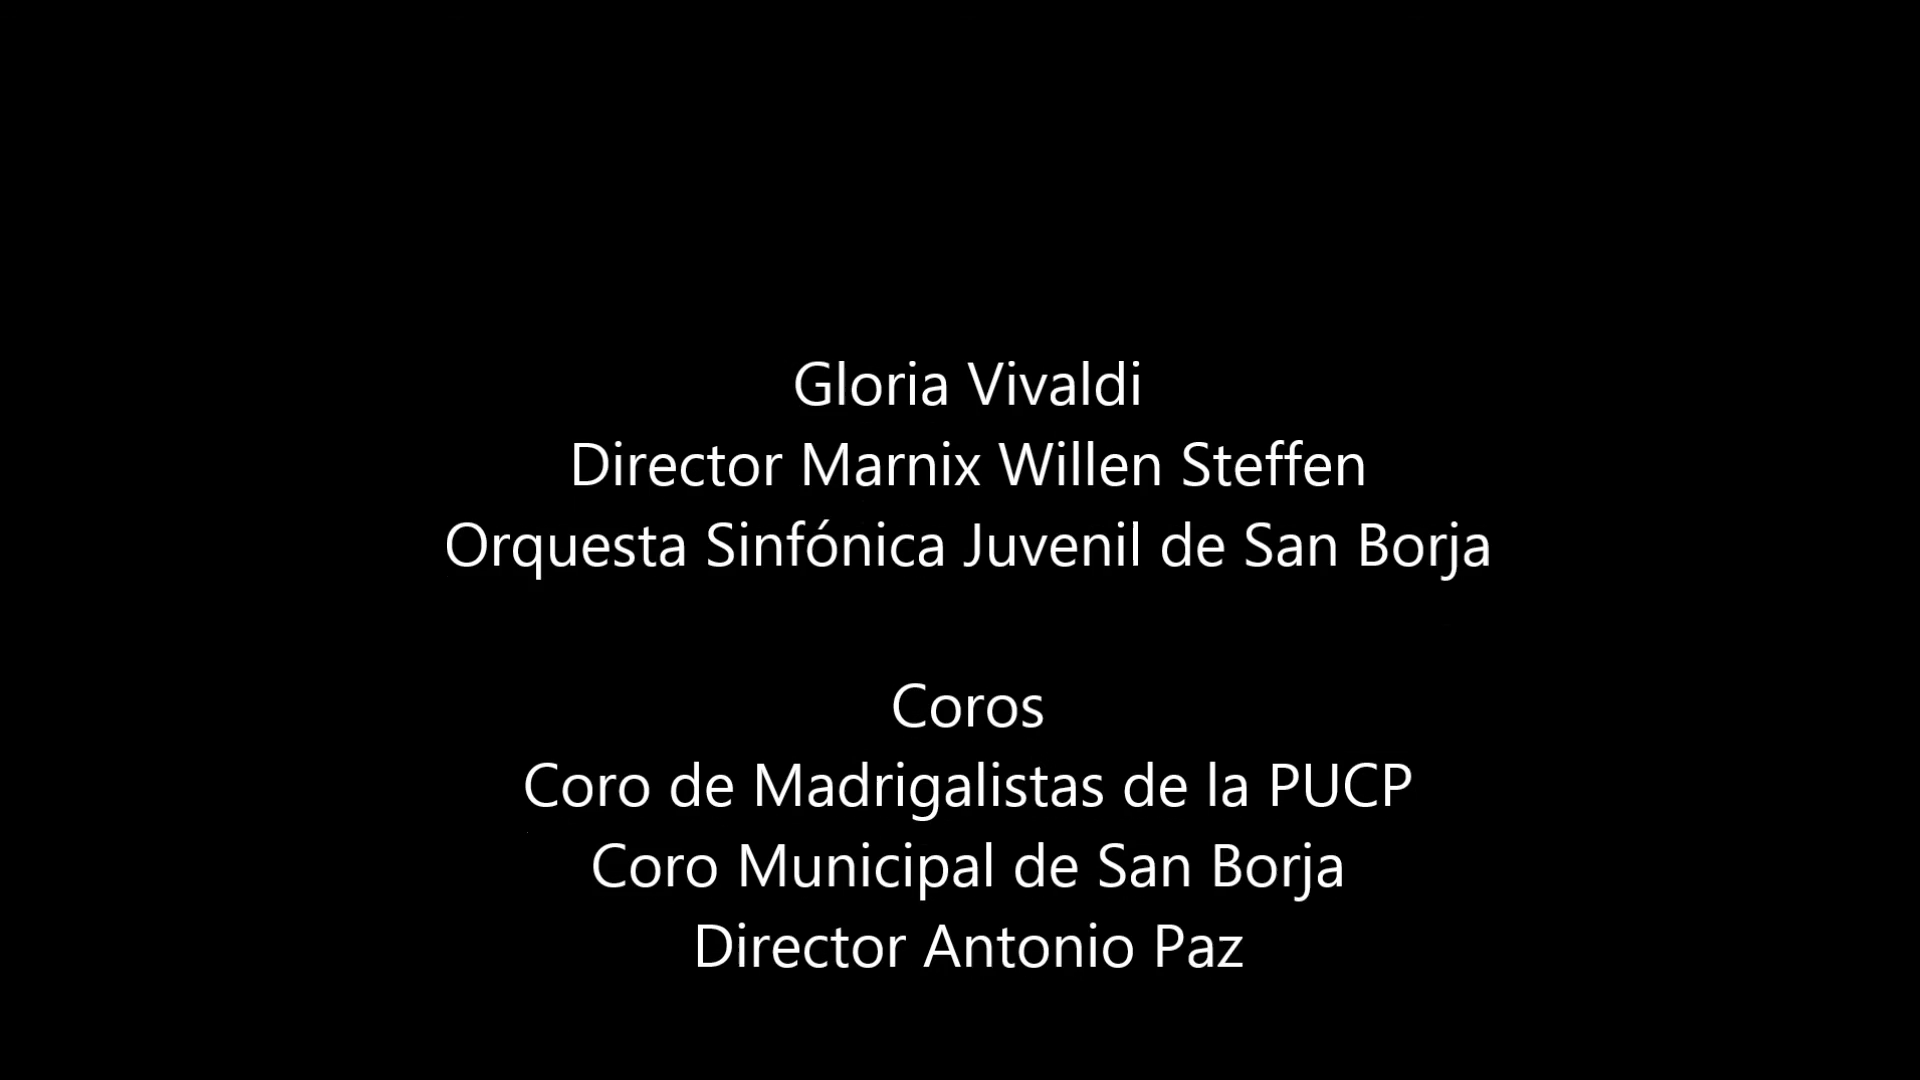 Gloria Vivaldi
Director Marnix Willen Steffen
Orquesta Sinfónica Juvenil de San Borja
Coros
Coro de Madrigalistas de la PUCP
Coro Municipal de San Borja
Director Antonio Paz